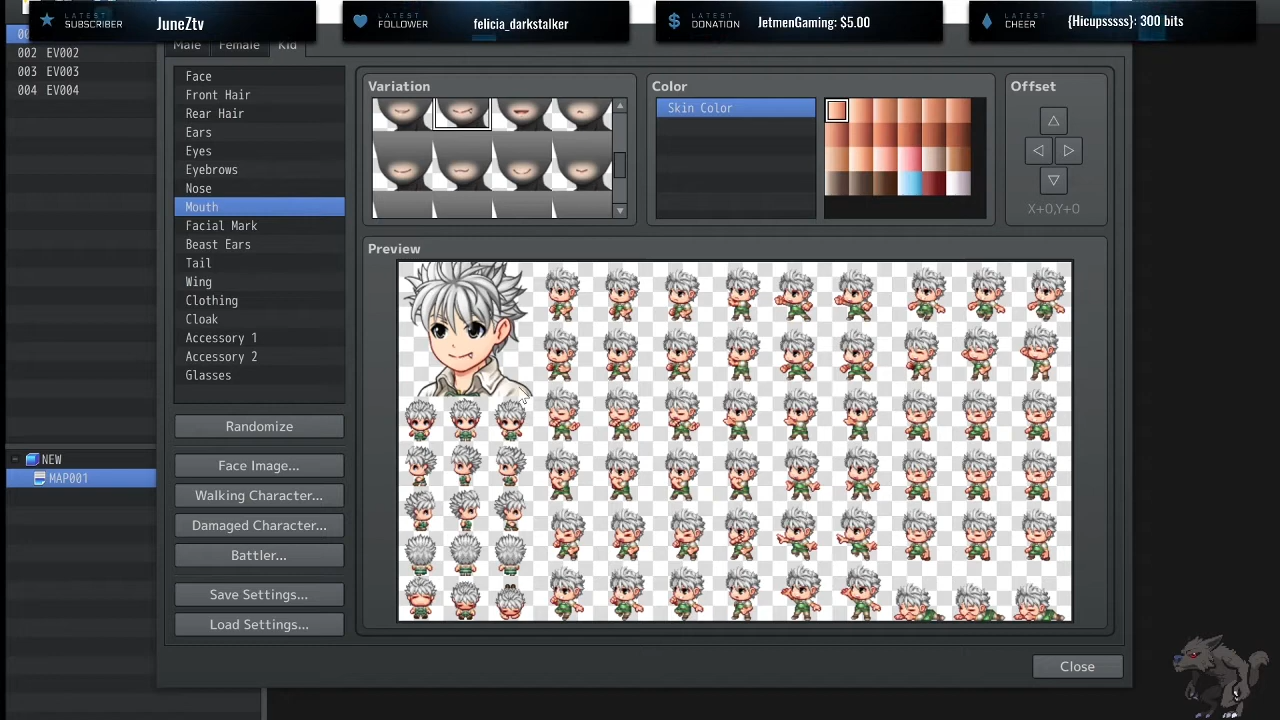 LATEST
SUBSCRIBER
JuneZtv
LATEST
FOLLOWER
felicia_darkstalker
LATEST
DONATION
JetmenGaming: $5.00
LATEST
CHEER
{Hicupsssss}: 300 bits
002 EV002
003 EV003
004 EV004
Male
Female
Kid
Face
Front Hair
Rear Hair
Ears
Eyes
Eyebrows
Nose
Mouth
Facial Mark
Beast Ears
Tail
Wing
Clothing
Cloak
Accessory 1
Accessory 2
Glasses
Randomize
Face Image...
Walking Character...
Damaged Character...
Battler...
Save Settings...
Load Settings...
Variation
Color
Skin Color
Offset
X+0,Y+0
Preview
NEW
MAP001
Close